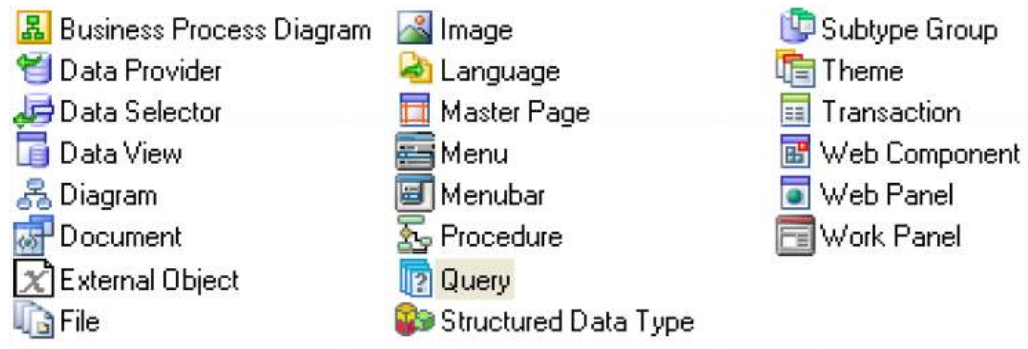 Business Process Diagram
Data Provider
Data Selector
Data View
Diagram
Document
External Object
File
Image
Language
Master Page
Menu
Menubar
Procedure
Query
Structured Data Type
Subtype Group
Theme
Transaction
Web Component
Web Panel
Work Panel